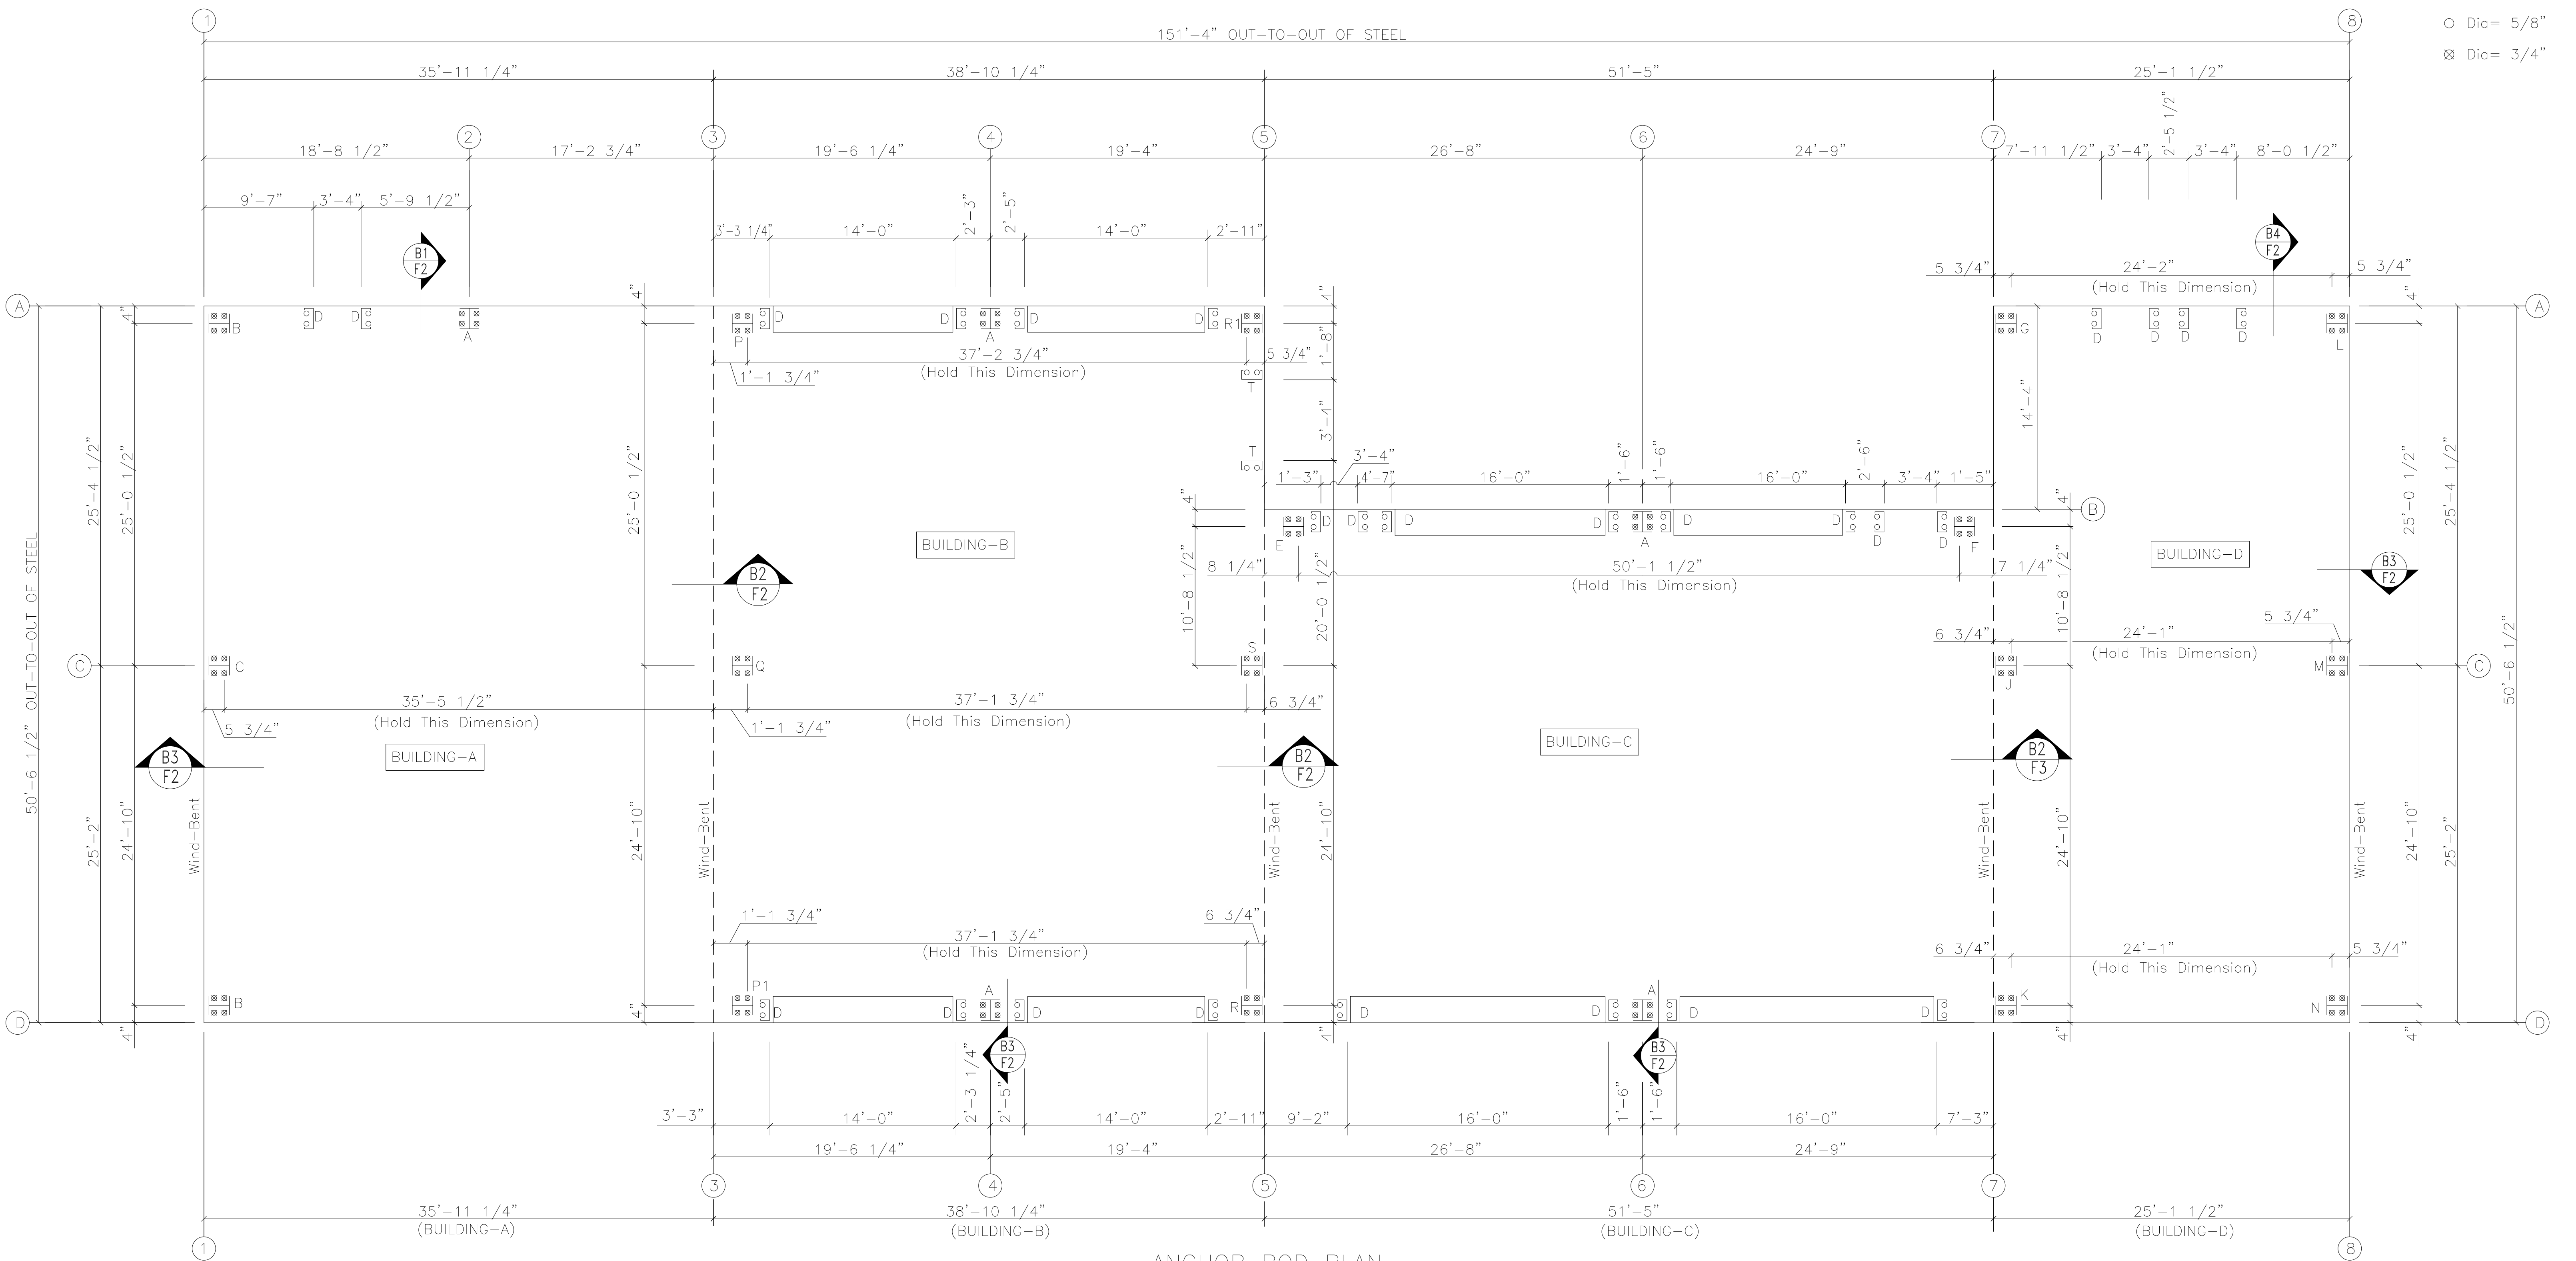 1
8
○ Dia= 5/8"
151'-4" OUT-TO-OUT OF STEEL
⊠ Dia= 3/4"
35'-11 1/4"
38'-10 1/4"
51'-5"
25'-1 1/2"
2
3
4
5
6
7
18'-8 1/2"
17'-2 3/4"
19'-6 1/4"
19'-4"
26'-8"
24'-9"
7'-11 1/2"
3'-4"
2'-5 1/2"
3'-4"
8'-0 1/2"
9'-7"
3'-4"
5'-9 1/2"
3'-3 1/4"
14'-0"
2'-3"
2'-5"
14'-0"
2'-11"
B1
F2
B4
F2
5 3/4"
24'-2"
(Hold This Dimension)
5 3/4"
A
4"
4"
4"
4"
A
B
D
D
A
P
D
D
A
D
D
R1
G
D
D
D
D
L
37'-2 3/4"
(Hold This Dimension)
5 3/4"
1'-1 3/4"
1'-8"
T
3'-4"
T
14'-4"
25'-4 1/2"
25'-0 1/2"
25'-0 1/2"
25'-0 1/2"
25'-4 1/2"
1'-3"
3'-4"
4'-7"
16'-0"
1'-6"
1'-6"
16'-0"
2'-6"
3'-4"
1'-5"
4"
4"
B
E
D
D
D
D
A
D
D
D
D
F
BUILDING-B
BUILDING-D
8 1/4"
50'-1 1/2"
(Hold This Dimension)
7 1/4"
B2
F2
B3
F2
10'-8 1/2"
20'-0 1/2"
10'-8 1/2"
50'-6 1/2" OUT-TO-OUT OF STEEL
50'-6 1/2"
6 3/4"
24'-1"
(Hold This Dimension)
5 3/4"
C
C
Q
S
J
M
C
35'-5 1/2"
(Hold This Dimension)
5 3/4"
37'-1 3/4"
(Hold This Dimension)
1'-1 3/4"
6 3/4"
BUILDING-A
BUILDING-C
B3
F2
B2
F2
B2
F3
25'-2"
24'-10"
Wind-Bent
24'-10"
Wind-Bent
Wind-Bent
24'-10"
Wind-Bent
24'-10"
Wind-Bent
24'-10"
25'-2"
1'-1 3/4"
6 3/4"
37'-1 3/4"
(Hold This Dimension)
6 3/4"
24'-1"
(Hold This Dimension)
5 3/4"
B
P1
D
D
A
D
D
R
D
D
A
D
D
K
N
D
4"
4"
4"
4"
4"
D
B3
F2
B3
F2
3'-3"
14'-0"
2'-3 1/4"
2'-5"
14'-0"
2'-11"
9'-2"
16'-0"
1'-6"
1'-6"
16'-0"
7'-3"
19'-6 1/4"
19'-4"
26'-8"
24'-9"
3
4
5
6
7
35'-11 1/4"
(BUILDING-A)
38'-10 1/4"
(BUILDING-B)
51'-5"
(BUILDING-C)
25'-1 1/2"
(BUILDING-D)
1
8
ANCHOR ROD PLAN